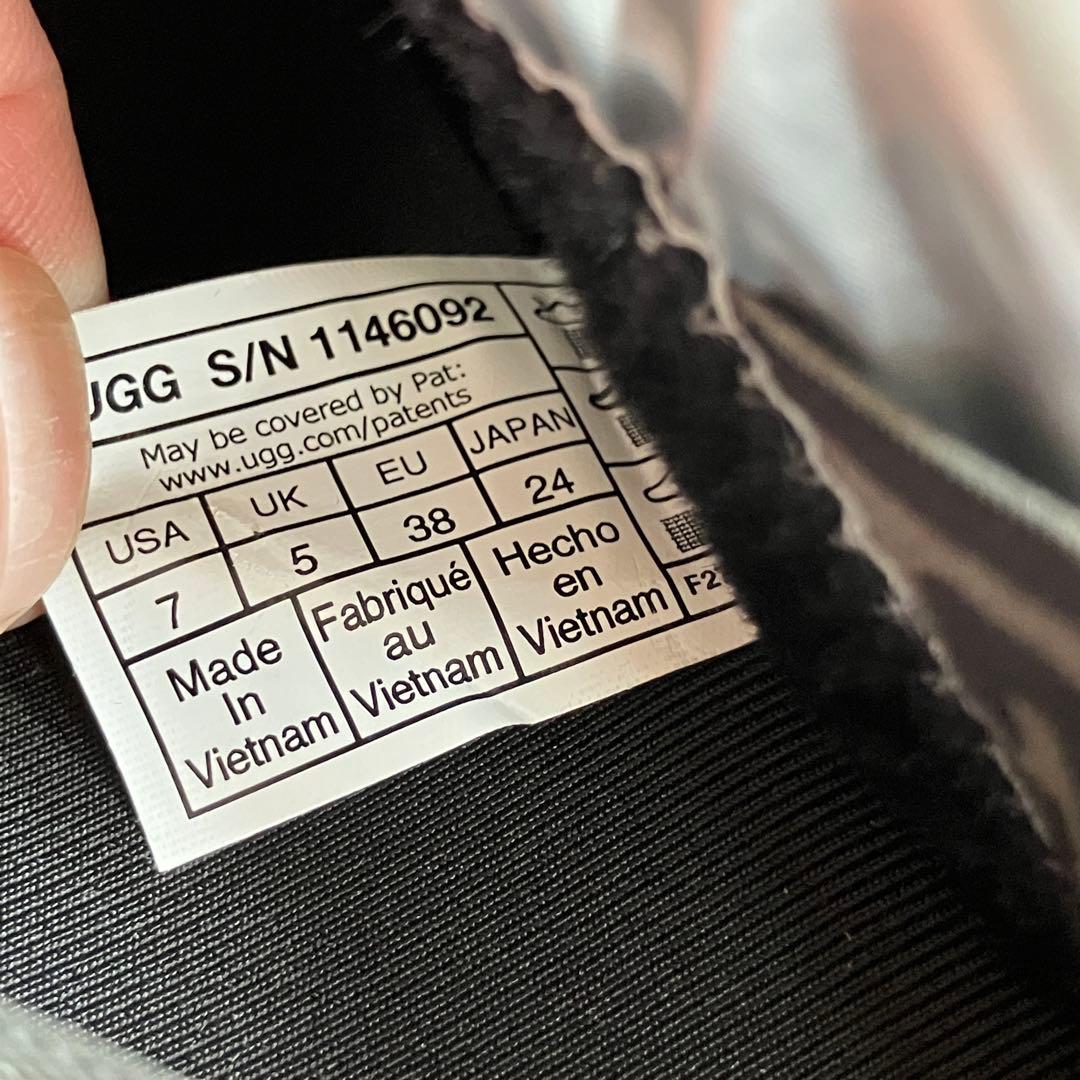 UGG S/N 1146092
May be covered by Pat:
www.ugg.com/patents
USA UK EU JAPAN
7 5 38 24
Made
In
Vietnam
Fabriqué
au
Vietnam
Hecho
en
Vietnam